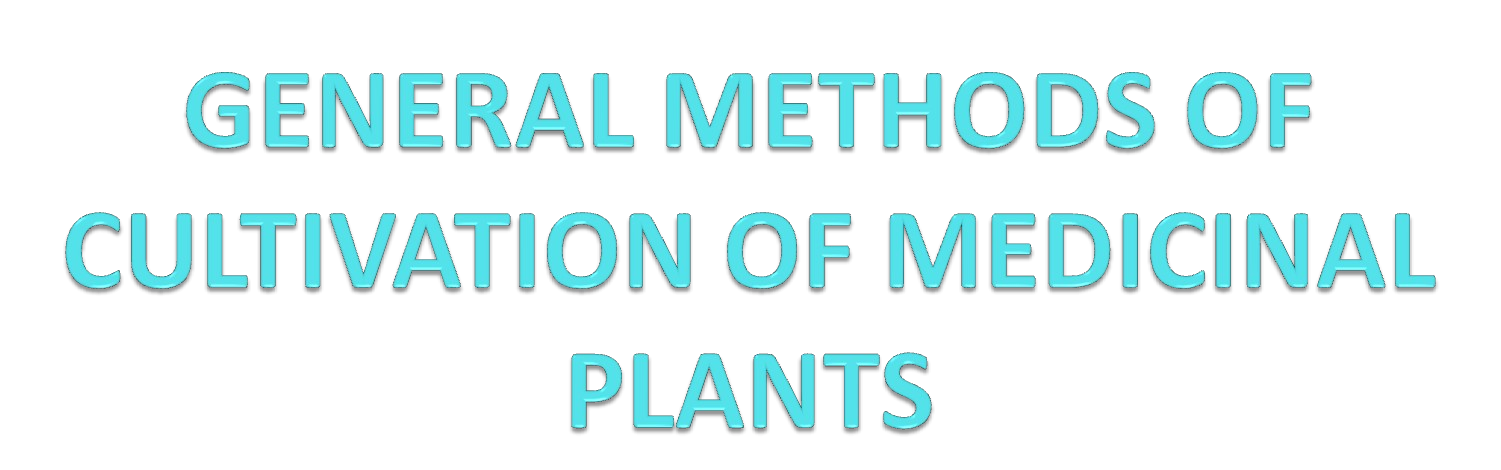 GENERAL METHODS OF
CULTIVATION OF MEDICINAL
PLANTS